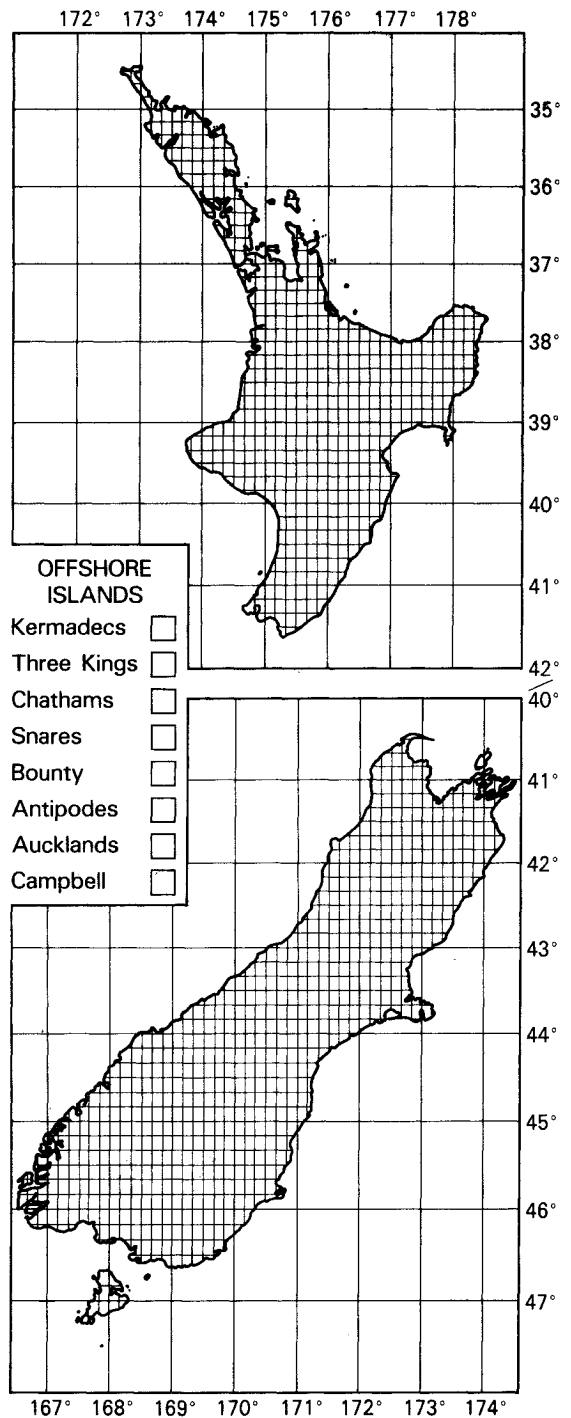 172° 173° 174° 175° 176° 177° 178°
35°
36°
37°
38°
39°
40°
41°
42°
OFFSHORE
ISLANDS
Kermadecs
Three Kings
Chathams
Snares
Bounty
Antipodes
Aucklands
Campbell
40°
41°
42°
43°
44°
45°
46°
47°
167° 168° 169° 170° 171° 172° 173° 174°